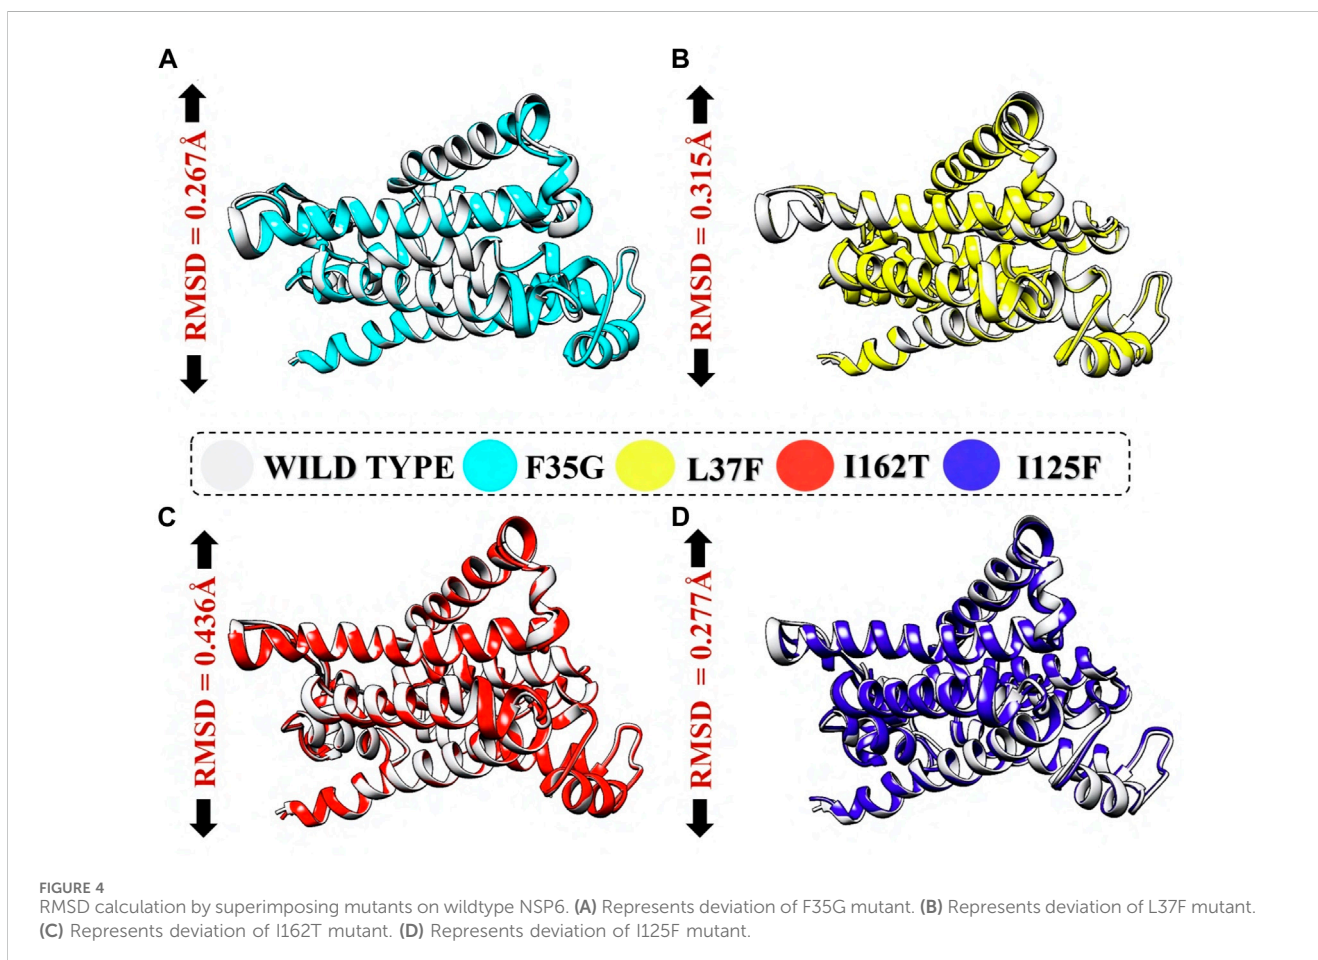 A
B
RMSD = 0.267Å
RMSD = 0.315Å
WILD TYPE F35G L37F I162T I125F
C
D
RMSD = 0.436Å
RMSD = 0.277Å
FIGURE 4
RMSD calculation by superimposing mutants on wildtype NSP6. (A) Represents deviation of F35G mutant. (B) Represents deviation of L37F mutant.
(C) Represents deviation of I162T mutant. (D) Represents deviation of I125F mutant.